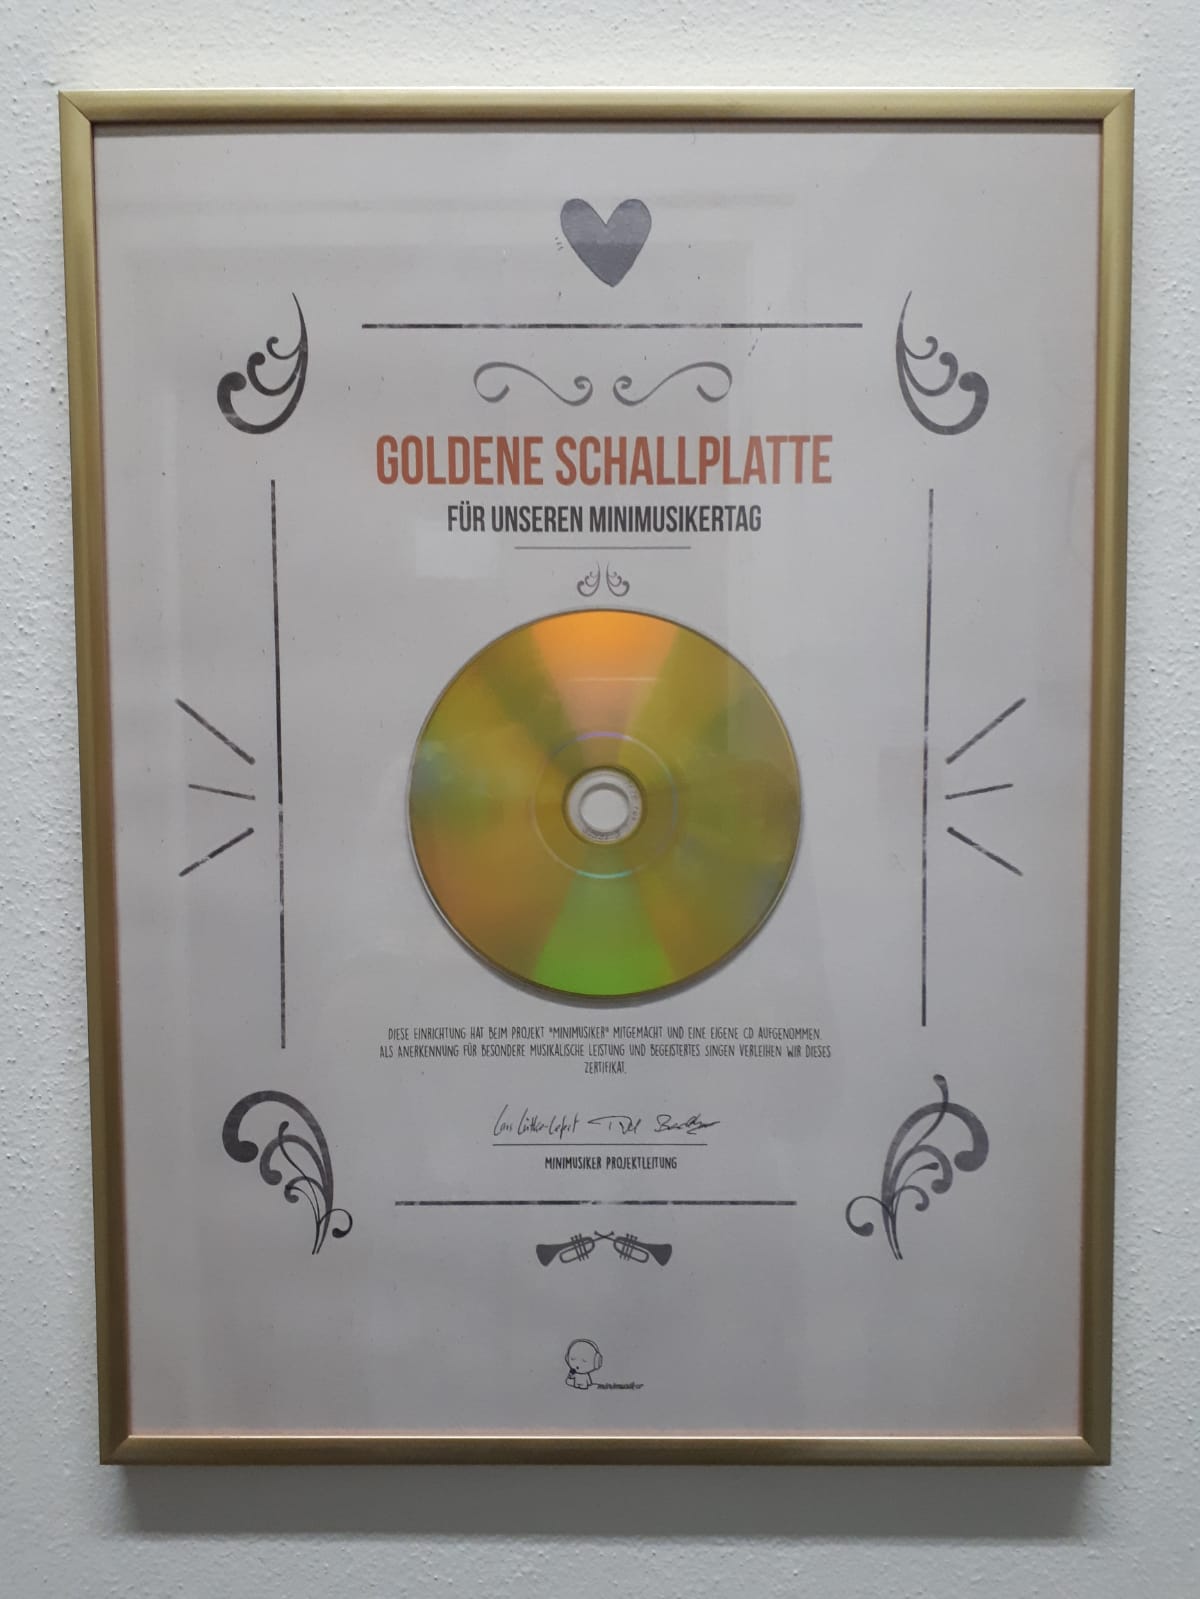 GOLDENE SCHALLPLATTE
FÜR UNSEREN MINIMUSIKERTAG
DIESE EINRICHTUNG HAT BEIM PROJEKT "MINIMUSIKER" MITGEMACHT UND EINE EIGENE CD AUFGENOMMEN.
ALS ANERKENNUNG FÜR BESONDERE MUSIKALISCHE LEISTUNG UND BEGEISTERTES SINGEN VERLEIHEN WIR DIESES
ZERTIFIKAT.
MINIMUSIKER PROJEKTLEITUNG
minimusiker